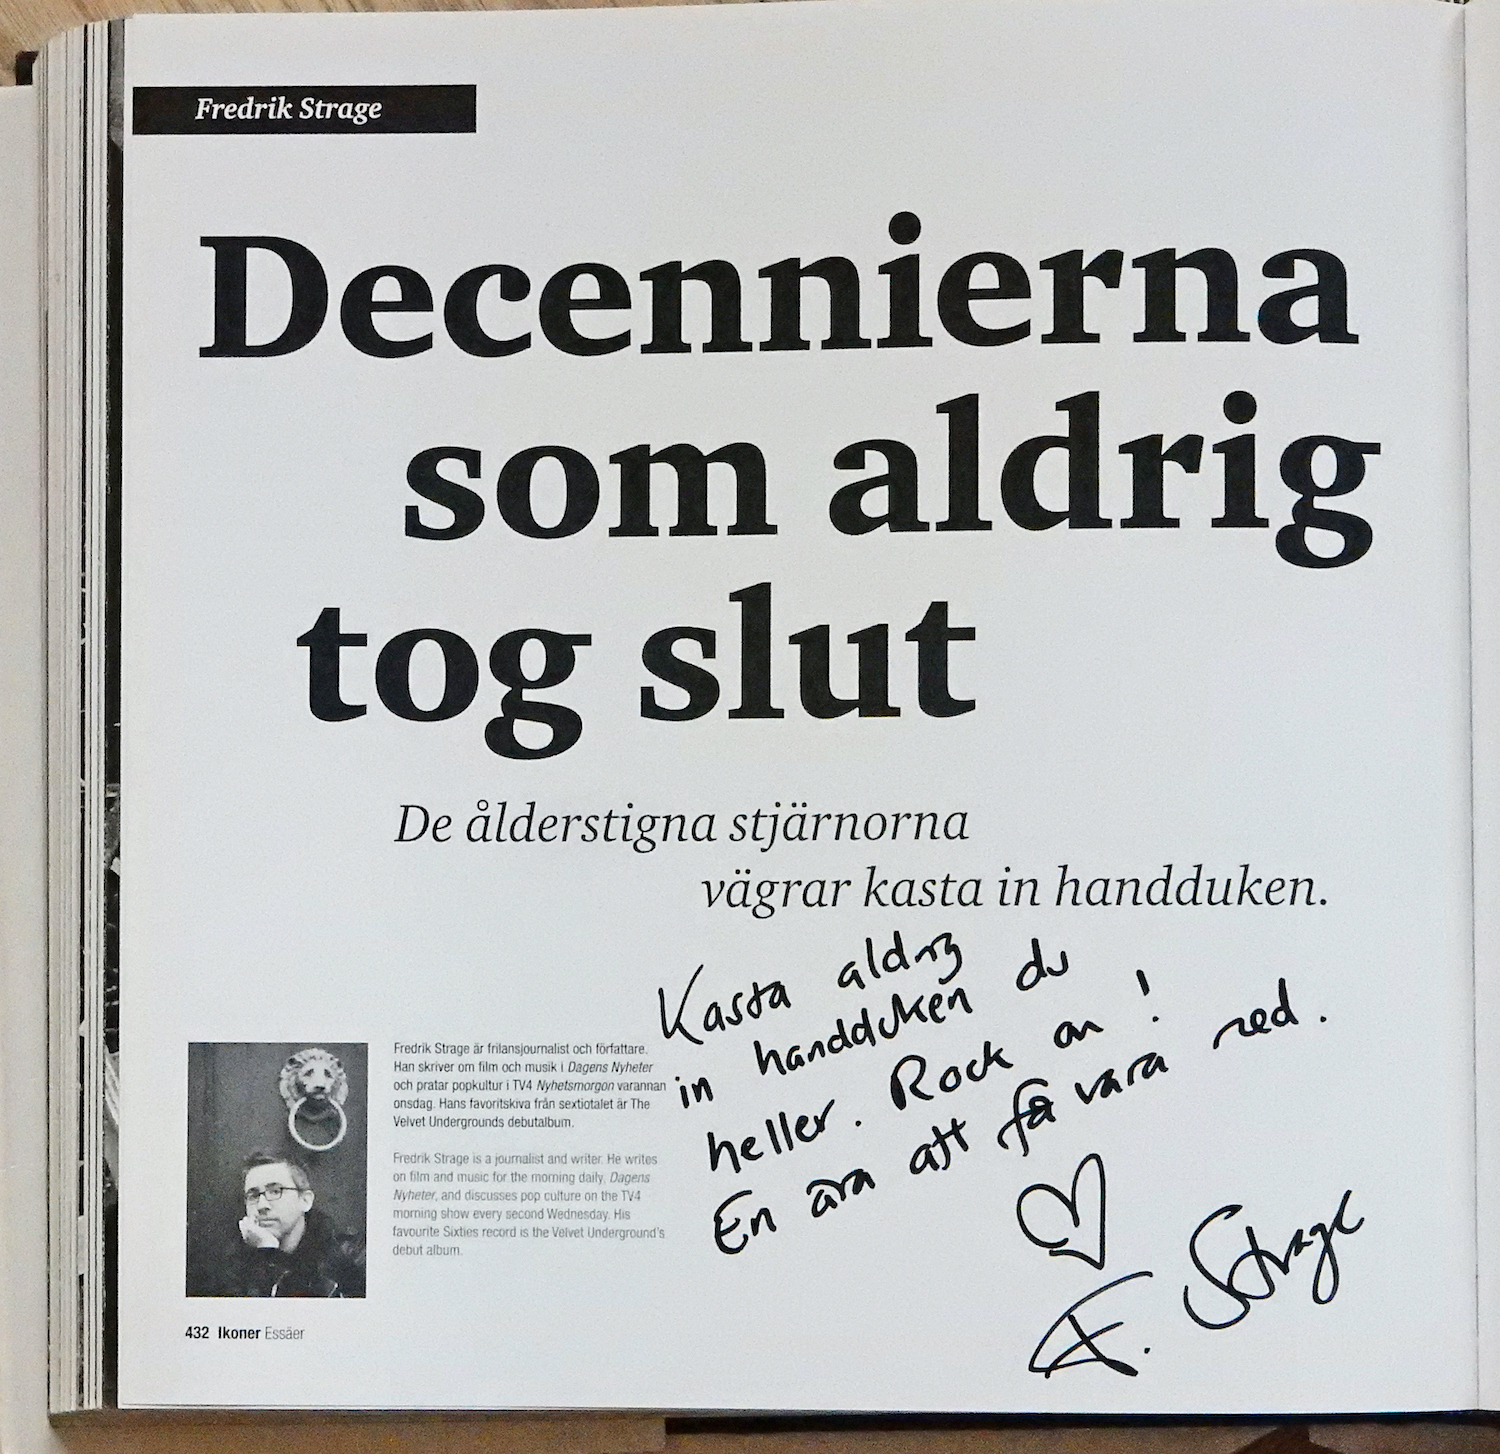 Fredrik Strage
Decennierna
som aldrig
tog slut
De ålderstigna stjärnorna
vägrar kasta in handduken.
Kasta aldrig
in handduken du
heller. Rock on!
En ära att få vara med.
F. Strage
Fredrik Strage är frilansjournalist och författare.
Han skriver om film och musik i Dagens Nyheter
och pratar popkultur i TV4 Nyhetsmorgon varannan
onsdag. Hans favoritskiva från sextiotalet är The
Velvet Undergrounds debutalbum.
Fredrik Strage is a journalist and writer. He writes
on film and music for the morning daily, Dagens
Nyheter, and discusses pop culture on the TV4
morning show every second Wednesday. His
favourite Sixties record is the Velvet Underground's
debut album.
432 Ikoner Essäer